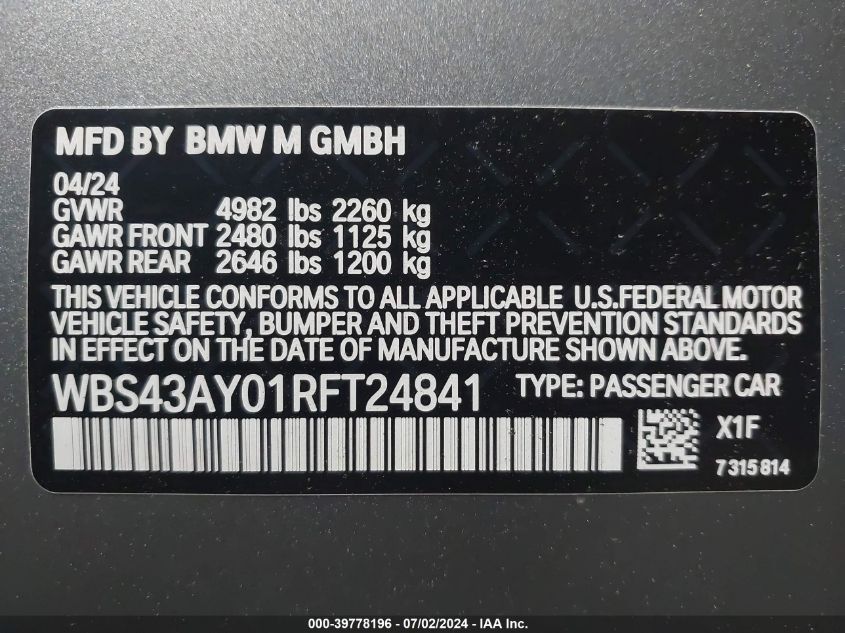 MFD BY BMW M GMBH
04/24
GVWR 4982 lbs 2260 kg
GAWR FRONT 2480 lbs 1125 kg
GAWR REAR 2646 lbs 1200 kg
THIS VEHICLE CONFORMS TO ALL APPLICABLE U.S.FEDERAL MOTOR
VEHICLE SAFETY, BUMPER AND THEFT PREVENTION STANDARDS
IN EFFECT ON THE DATE OF MANUFACTURE SHOWN ABOVE.
WBS43AY01RFT24841 TYPE: PASSENGER CAR
X1F
7315814
000-39778196 - 07/02/2024 - IAA Inc.